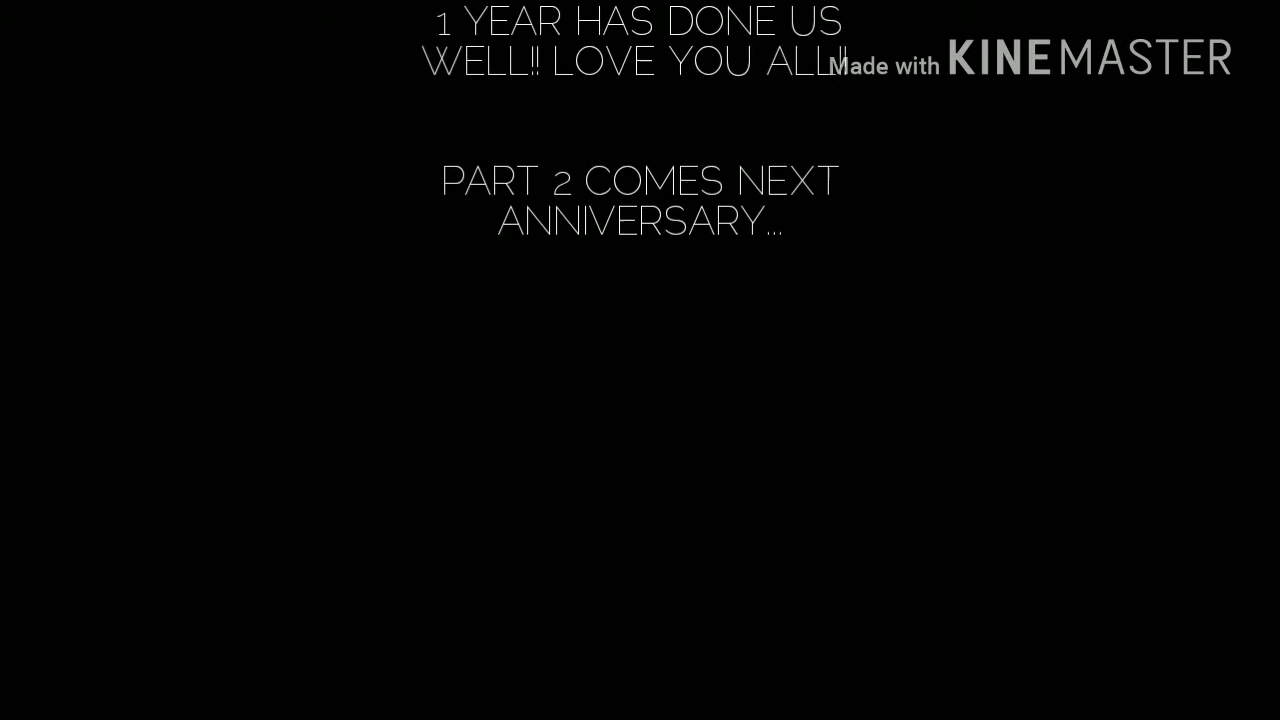 1 YEAR HAS DONE US
WELL!! LOVE YOU ALL!!
Made with KINEMASTER
PART 2 COMES NEXT
ANNIVERSARY...